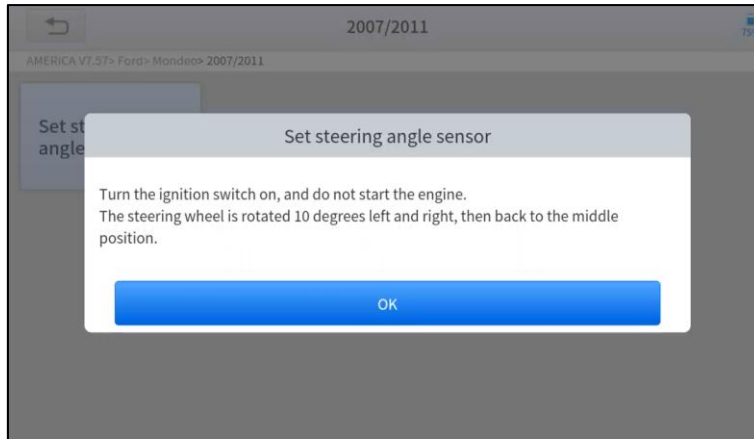 2007/2011
75%
AMERICA V7.57> Ford> Mondeo> 2007/2011
Set st
angle
Set steering angle sensor
Turn the ignition switch on, and do not start the engine.
The steering wheel is rotated 10 degrees left and right, then back to the middle
position.
OK